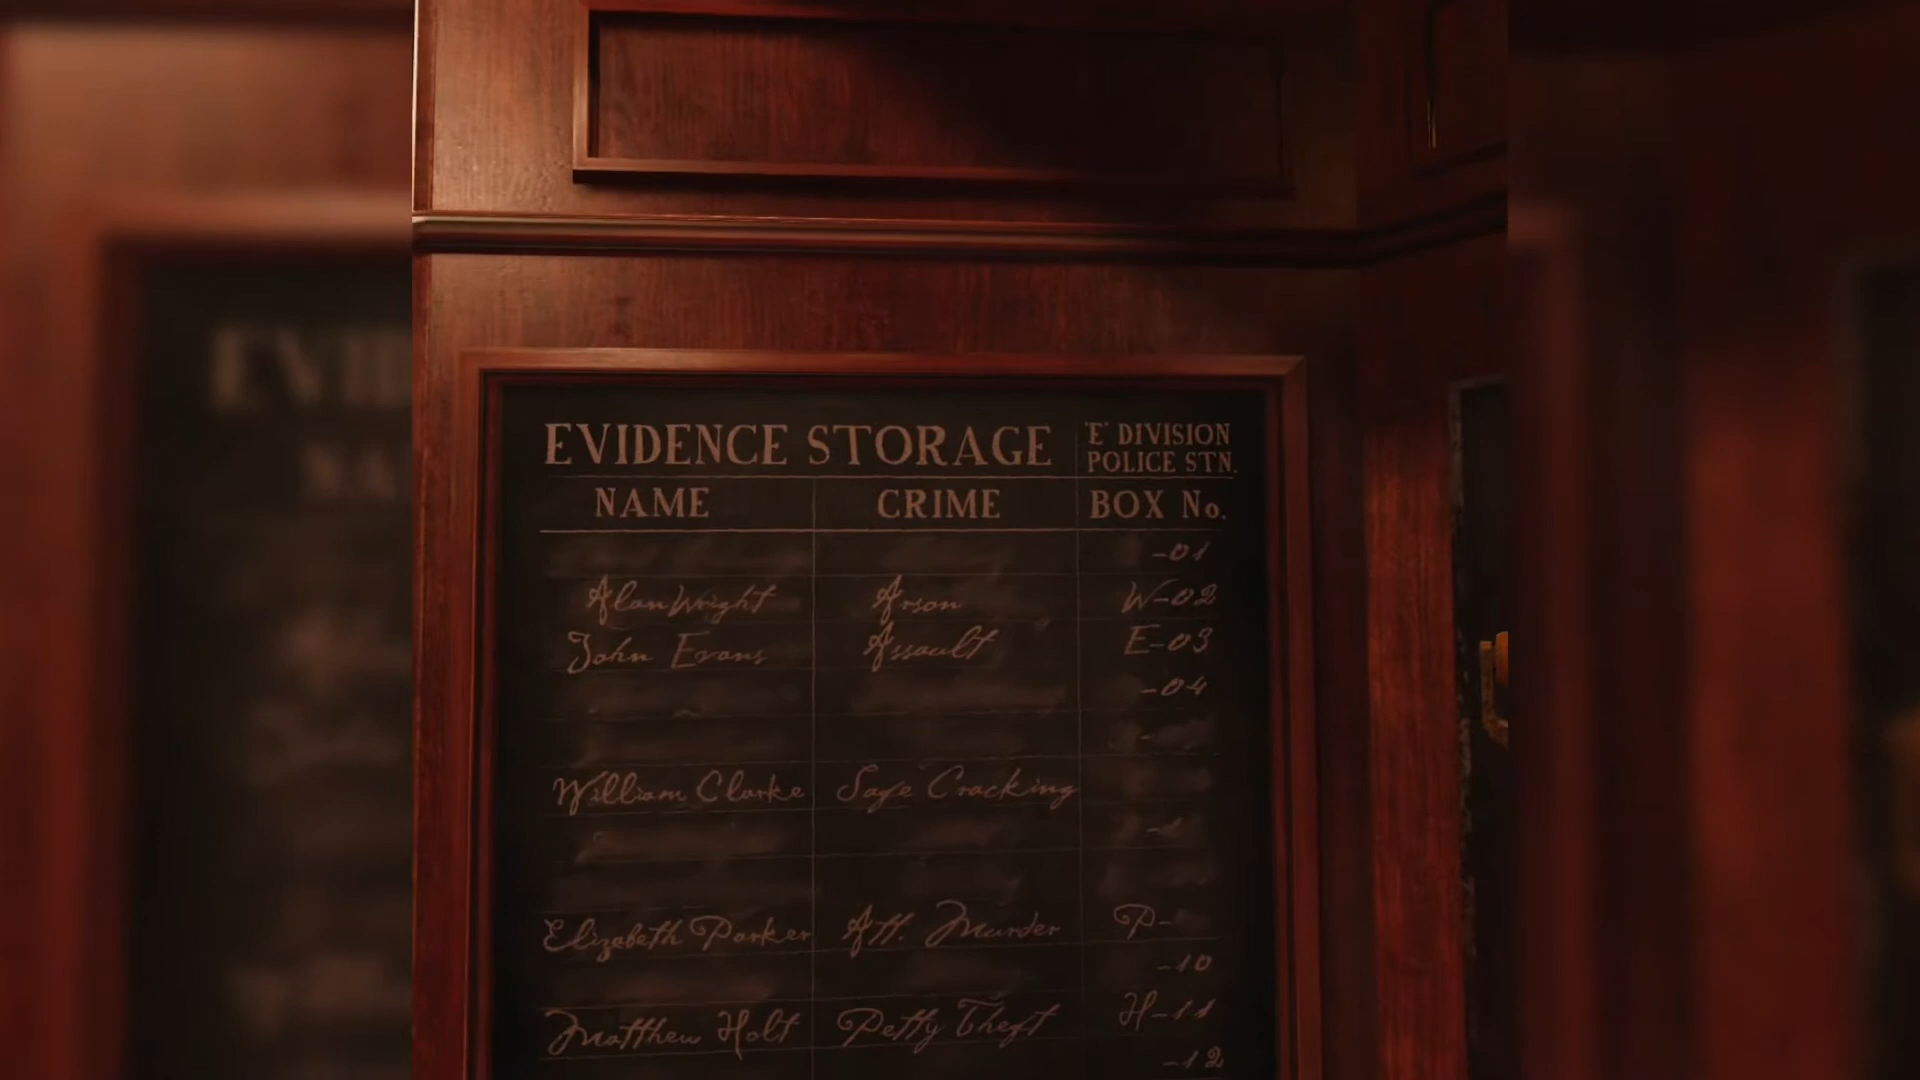 EVIDENCE STORAGE 'E' DIVISION POLICE STN.
NAME CRIME BOX No.
-01
Alan Wright Arson W-02
John Evans Assault E-03
-04
William Clarke Safe Cracking
Elizabeth Parker Att. Murder P-
-10
Matthew Holt Petty Theft H-11
-12